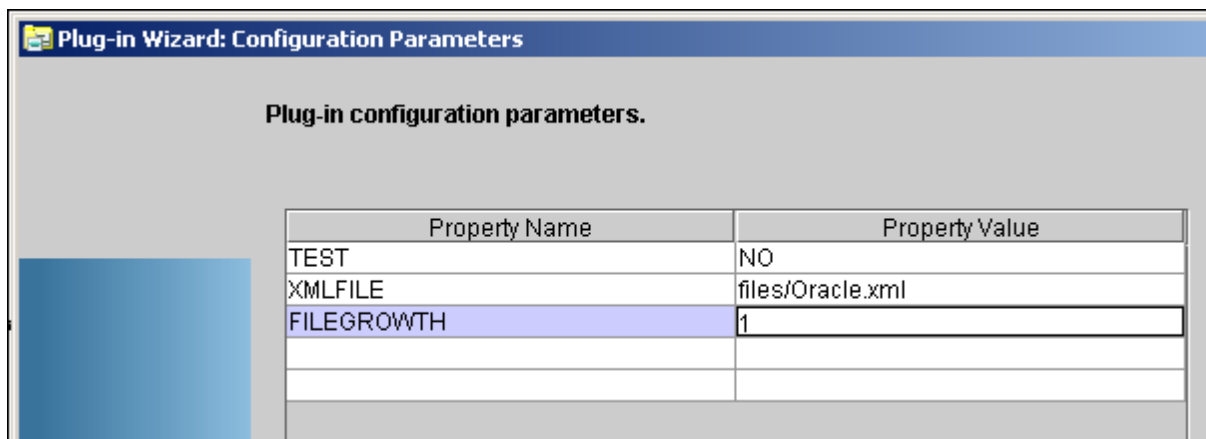 Plug-in Wizard: Configuration Parameters
Plug-in configuration parameters.
Property Name Property Value
TEST NO
XMLFILE files/Oracle.xml
FILEGROWTH 1